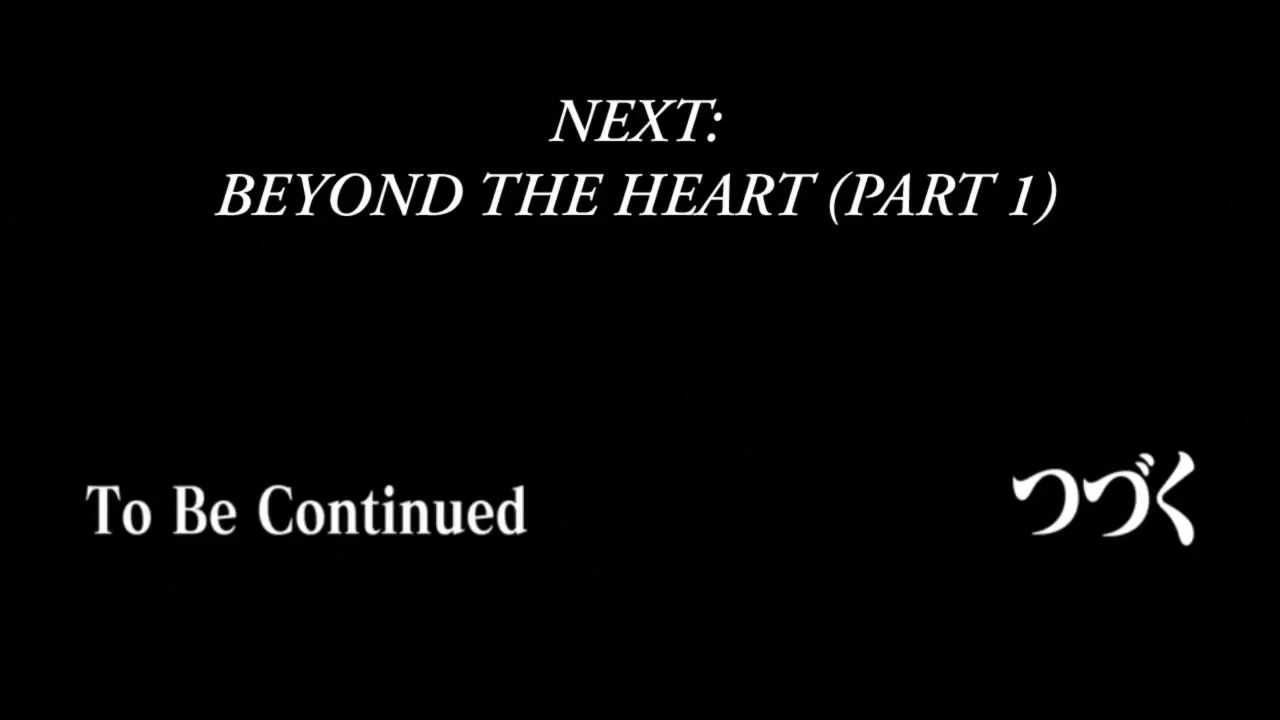 NEXT:
BEYOND THE HEART (PART 1)
To Be Continued
つづく